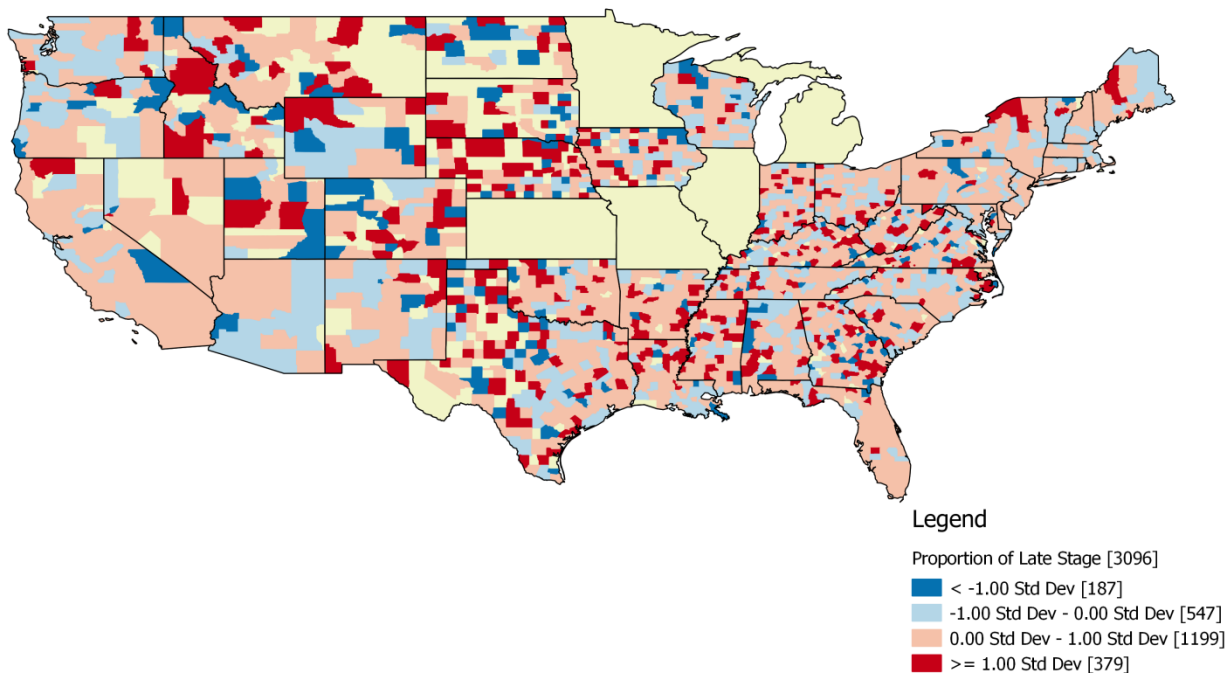 Legend
Proportion of Late Stage [3096]
< -1.00 Std Dev [187]
-1.00 Std Dev - 0.00 Std Dev [547]
0.00 Std Dev - 1.00 Std Dev [1199]
>= 1.00 Std Dev [379]